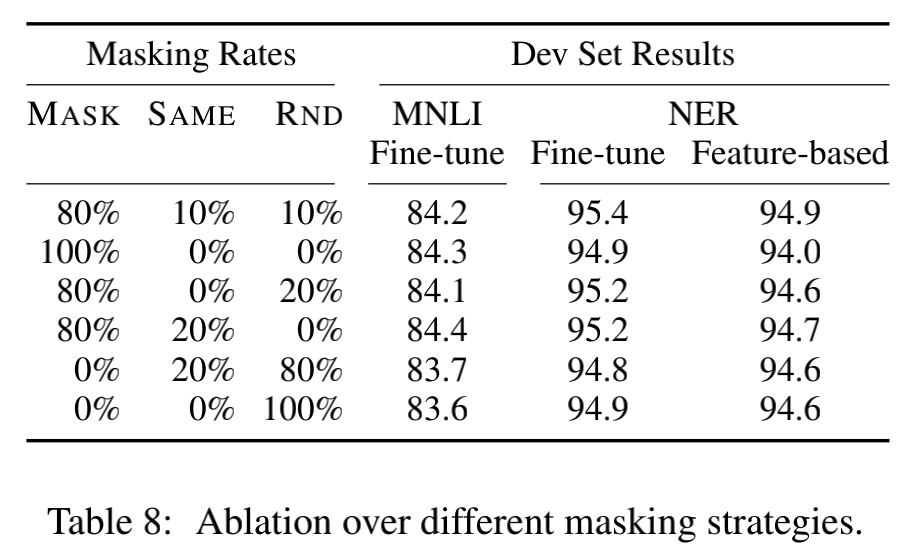 Masking Rates Dev Set Results
MASK SAME RND MNLI NER
Fine-tune Fine-tune Feature-based
80% 10% 10% 84.2 95.4 94.9
100% 0% 0% 84.3 94.9 94.0
80% 0% 20% 84.1 95.2 94.6
80% 20% 0% 84.4 95.2 94.7
0% 20% 80% 83.7 94.8 94.6
0% 0% 100% 83.6 94.9 94.6
Table 8: Ablation over different masking strategies.